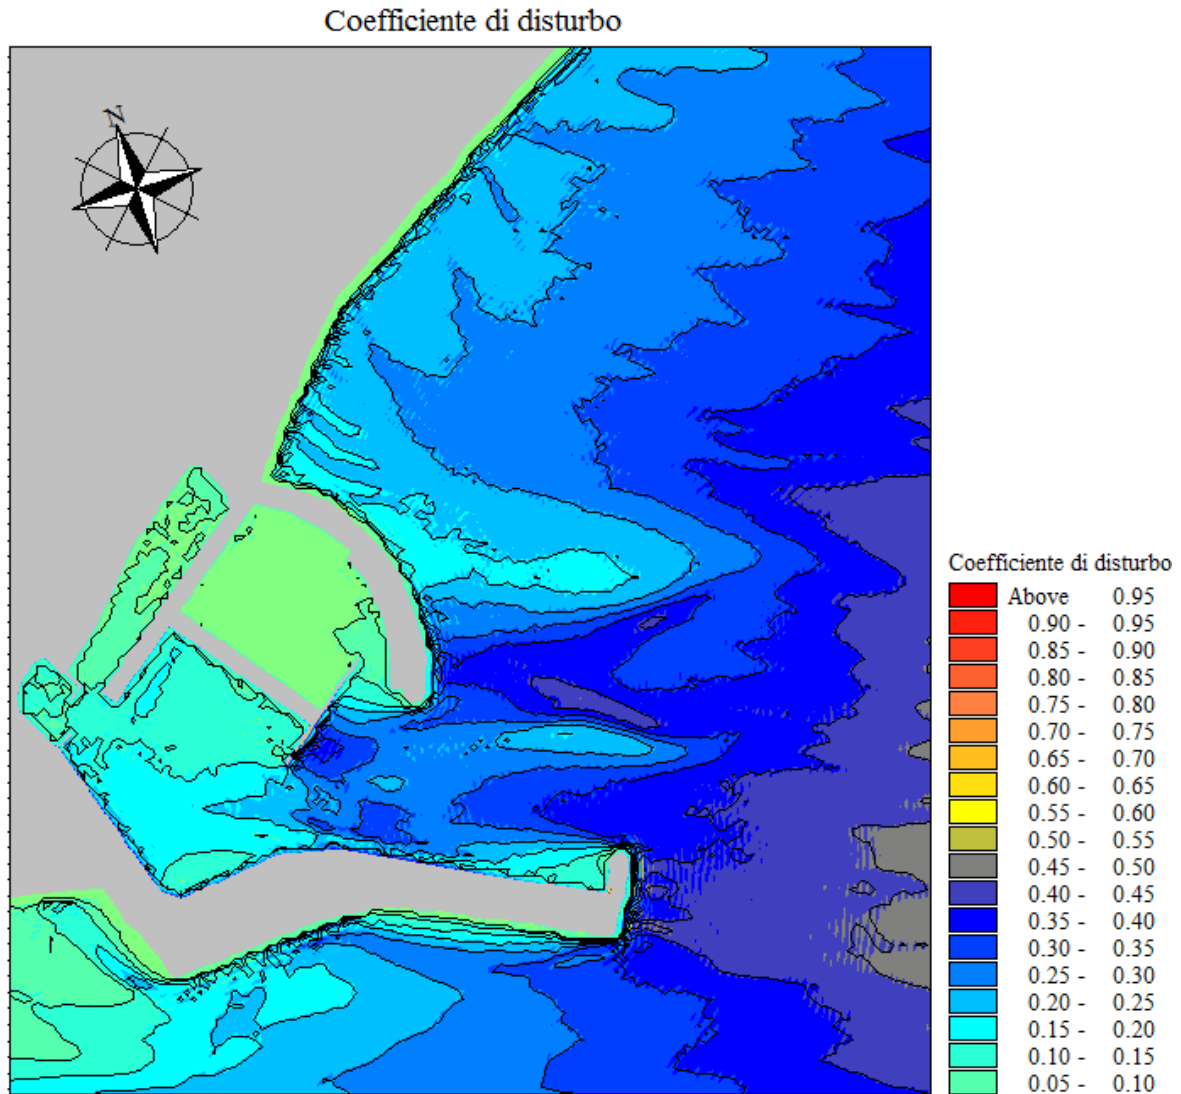 Coefficiente di disturbo
N
Coefficiente di disturbo
Above 0.95
0.90 - 0.95
0.85 - 0.90
0.80 - 0.85
0.75 - 0.80
0.70 - 0.75
0.65 - 0.70
0.60 - 0.65
0.55 - 0.60
0.50 - 0.55
0.45 - 0.50
0.40 - 0.45
0.35 - 0.40
0.30 - 0.35
0.25 - 0.30
0.20 - 0.25
0.15 - 0.20
0.10 - 0.15
0.05 - 0.10